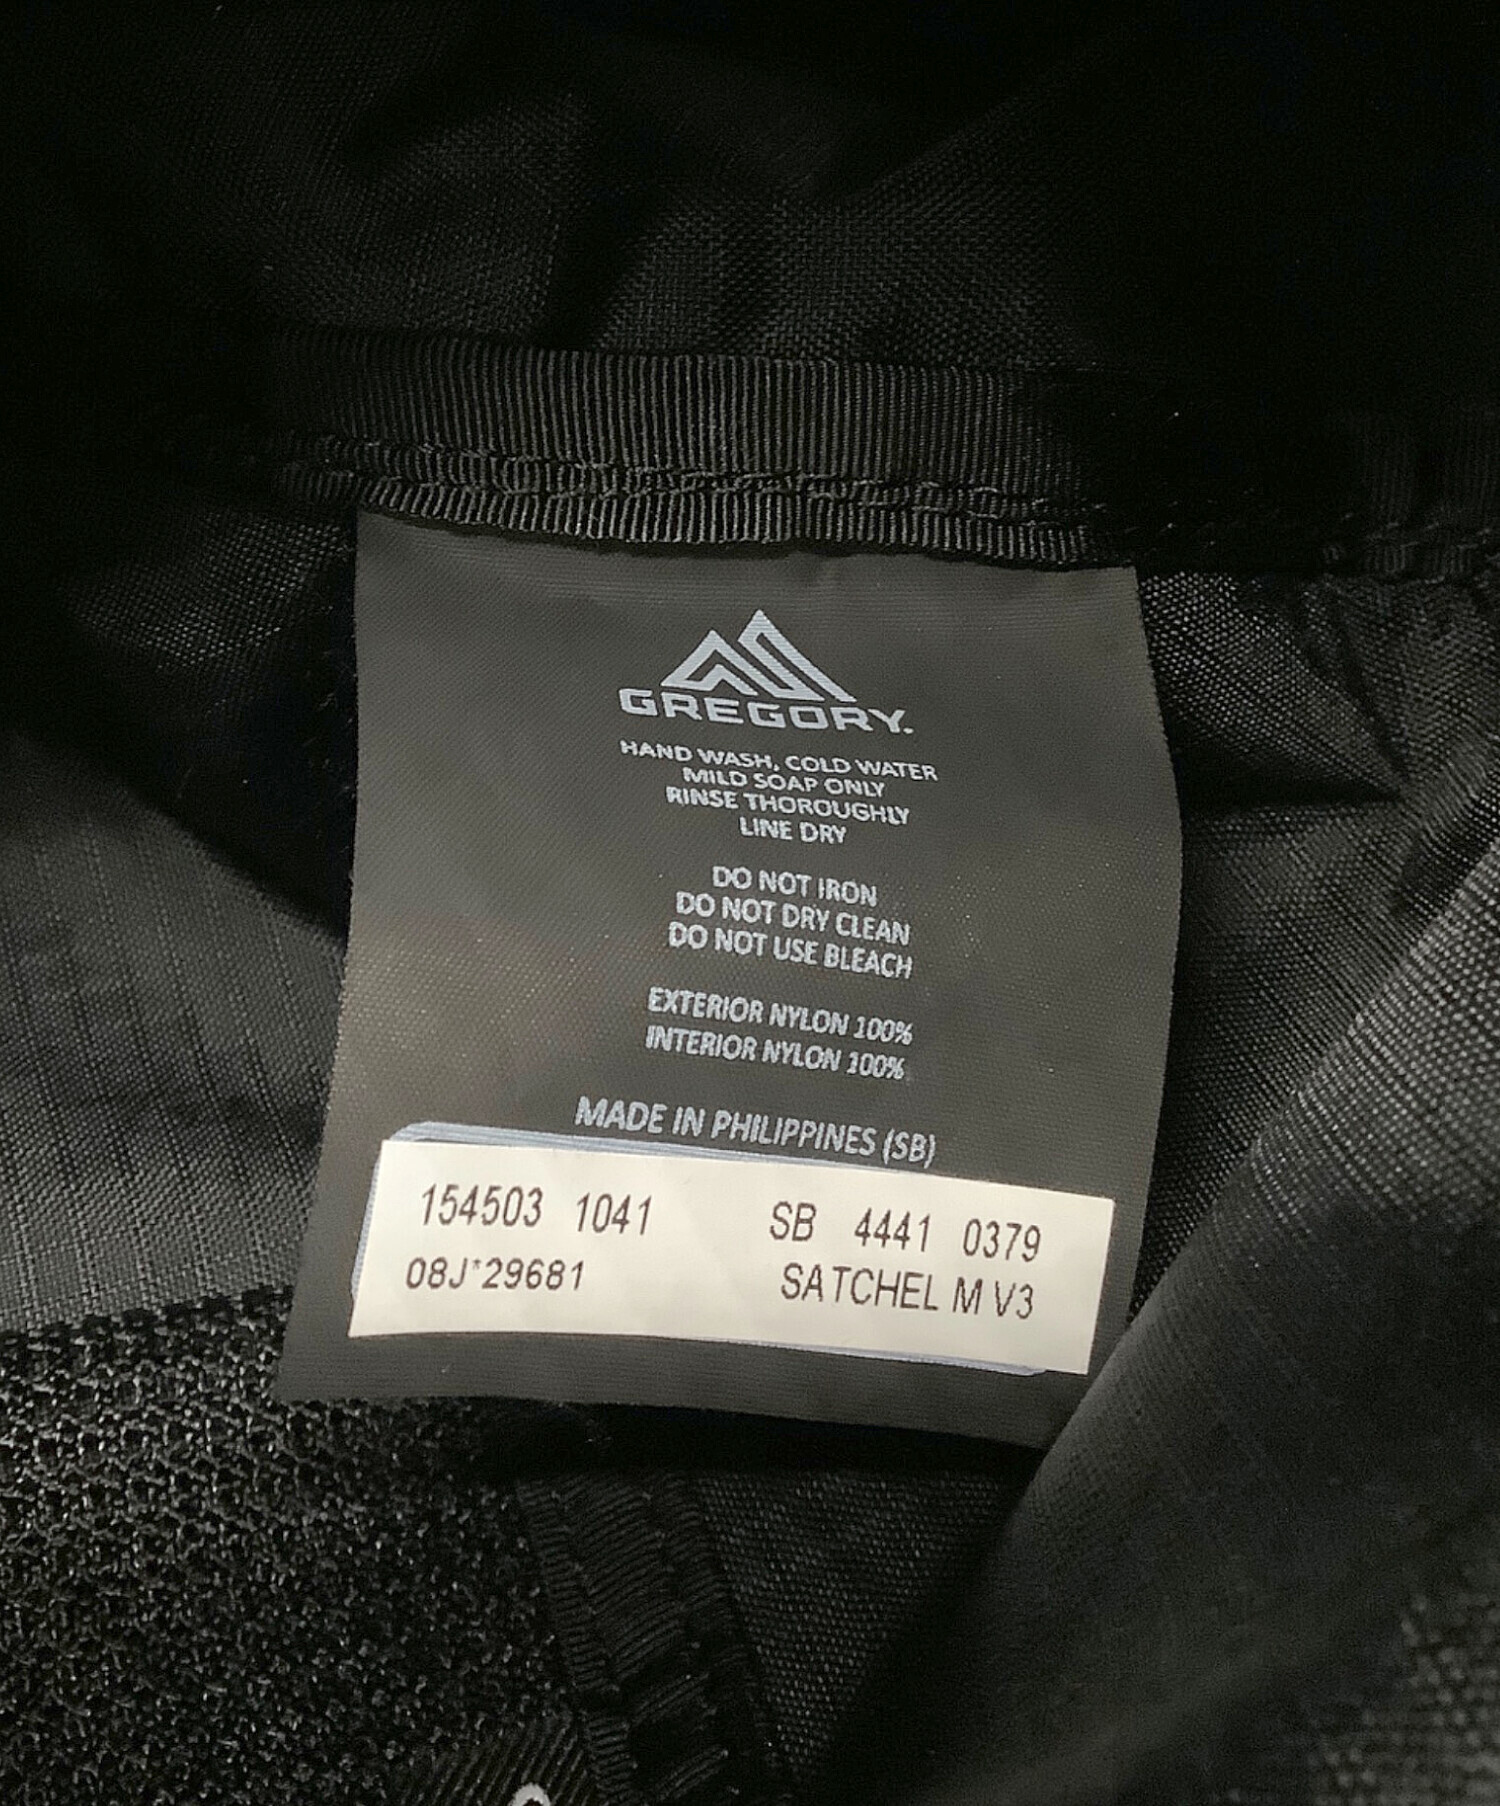 GREGORY.
HAND WASH, COLD WATER
MILD SOAP ONLY
RINSE THOROUGHLY
LINE DRY
DO NOT IRON
DO NOT DRY CLEAN
DO NOT USE BLEACH
EXTERIOR NYLON 100%
INTERIOR NYLON 100%
MADE IN PHILIPPINES (SB)
154503 1041 SB 4441 0379
08J*29681 SATCHEL M V3